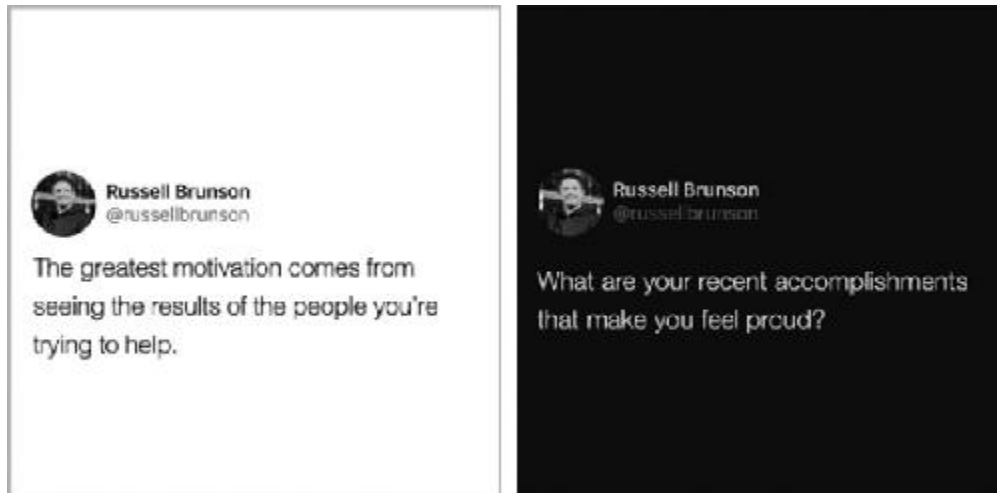 Russell Brunson
@russellbrunson
The greatest motivation comes from
seeing the results of the people you're
trying to help.
Russell Brunson
@russellbrunson
What are your recent accomplishments
that make you feel proud?